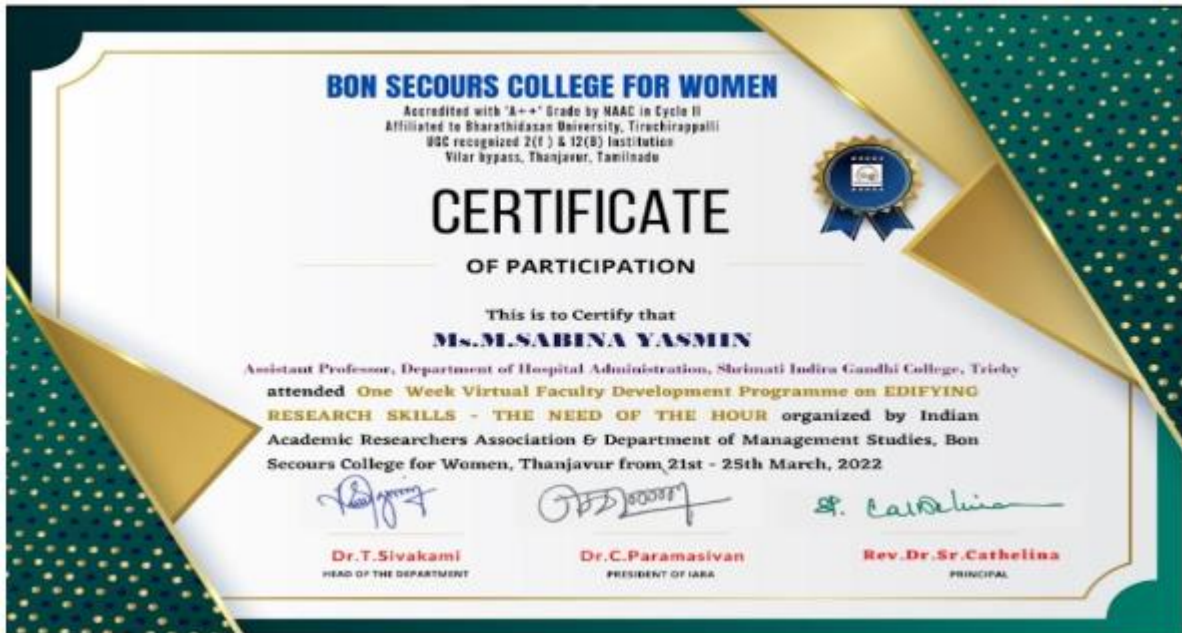 BON SECOURS COLLEGE FOR WOMEN
Accredited with "A++" Grade by NAAC in Cycle II
Affiliated to Bharathidasan University, Tiruchirappalli
UGC recognized 2(f ) & 12(B) Institution
Vilar bypass, Thanjavur, Tamilnadu
CERTIFICATE
OF PARTICIPATION
This is to Certify that
Ms.M.SABINA YASMIN
Assistant Professor, Department of Hospital Administration, Shrimati Indira Gandhi College, Trichy
attended One Week Virtual Faculty Development Programme on EDIFYING
RESEARCH SKILLS - THE NEED OF THE HOUR organized by Indian
Academic Researchers Association & Department of Management Studies, Bon
Secours College for Women, Thanjavur from 21st - 25th March, 2022
Sr. Cathelina
Dr.T.Sivakami Dr.C.Paramasivan Rev.Dr.Sr.Cathelina
HEAD OF THE DEPARTMENT PRESIDENT OF IARA PRINCIPAL